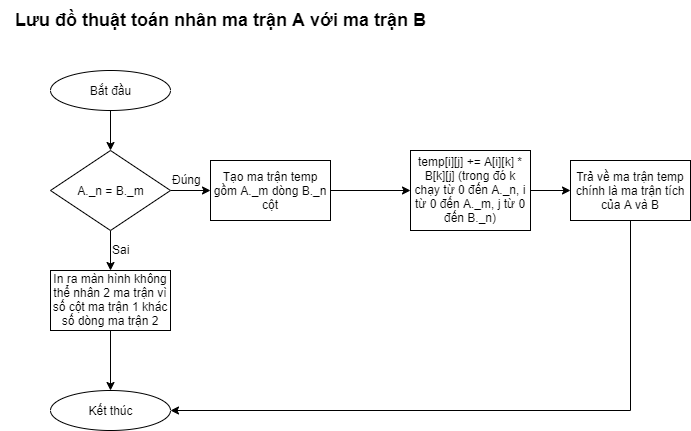 Lưu đồ thuật toán nhân ma trận A với ma trận B
Bắt đầu
A._n = B._m
Đúng
Tạo ma trận temp
gồm A._m dòng B._n
cột
temp[i][j] += A[i][k] *
B[k][j] (trong đó k
chạy từ 0 đến A._n, i
từ 0 đến A._m, j từ 0
đến B._n)
Trả về ma trận temp
chính là ma trận tích
của A và B
Sai
In ra màn hình không
thể nhân 2 ma trận vì
số cột ma trận 1 khác
số dòng ma trận 2
Kết thúc